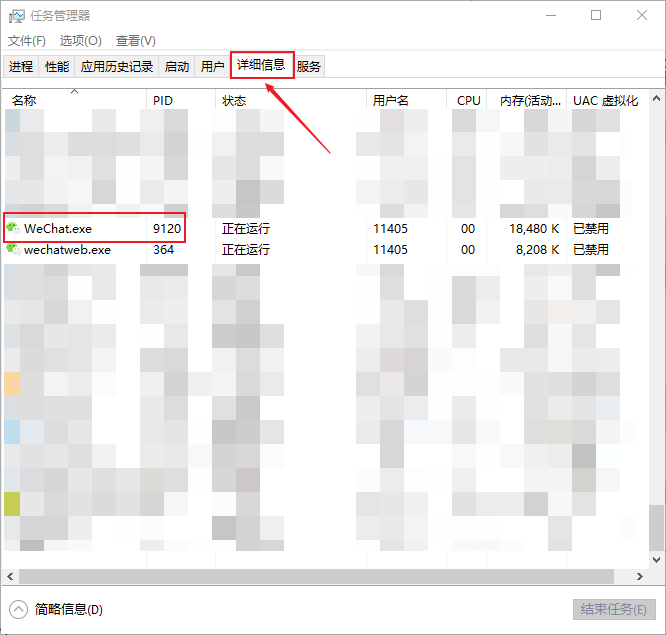 任务管理器
文件(F) 选项(O) 查看(V)
进程 性能 应用历史记录 启动 用户 详细信息 服务
名称 PID 状态 用户名 CPU 内存(活动... UAC 虚拟化
WeChat.exe 9120 正在运行 11405 00 18,480 K 已禁用
wechatweb.exe 364 正在运行 11405 00 8,208 K 已禁用
简略信息(D) 结束任务(E)